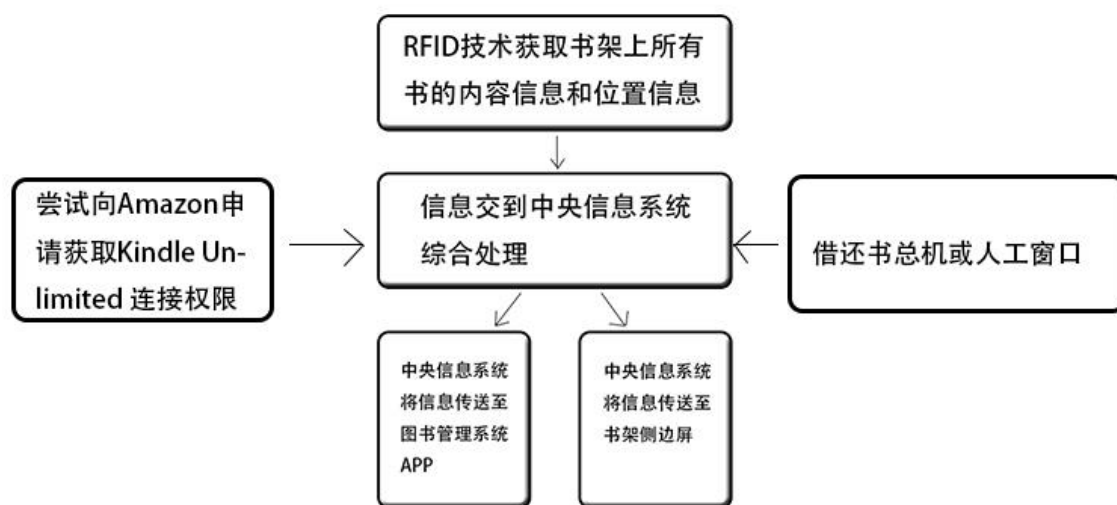 RFID技术获取书架上所有
书的内容信息和位置信息
尝试向Amazon申
请获取Kindle Un-
limited 连接权限
信息交到中央信息系统
综合处理
借还书总机或人工窗口
中央信息系统
将信息传送至
图书管理系统
APP
中央信息系统
将信息传送至
书架侧边屏